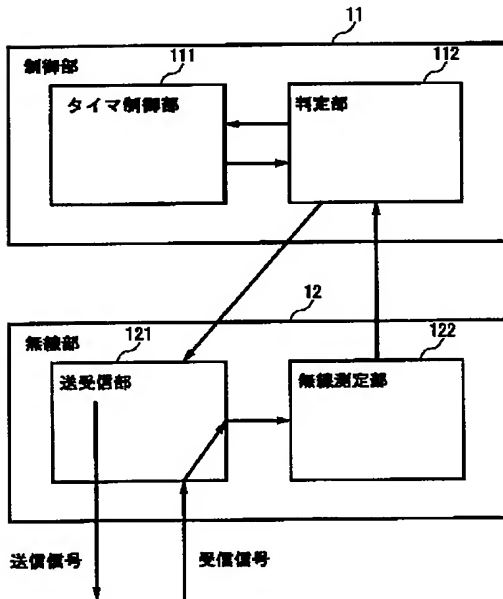 11
制御部
111
112
タイマ制御部
判定部
12
無線部
121
122
送受信部
無線測定部
送信信号
受信信号